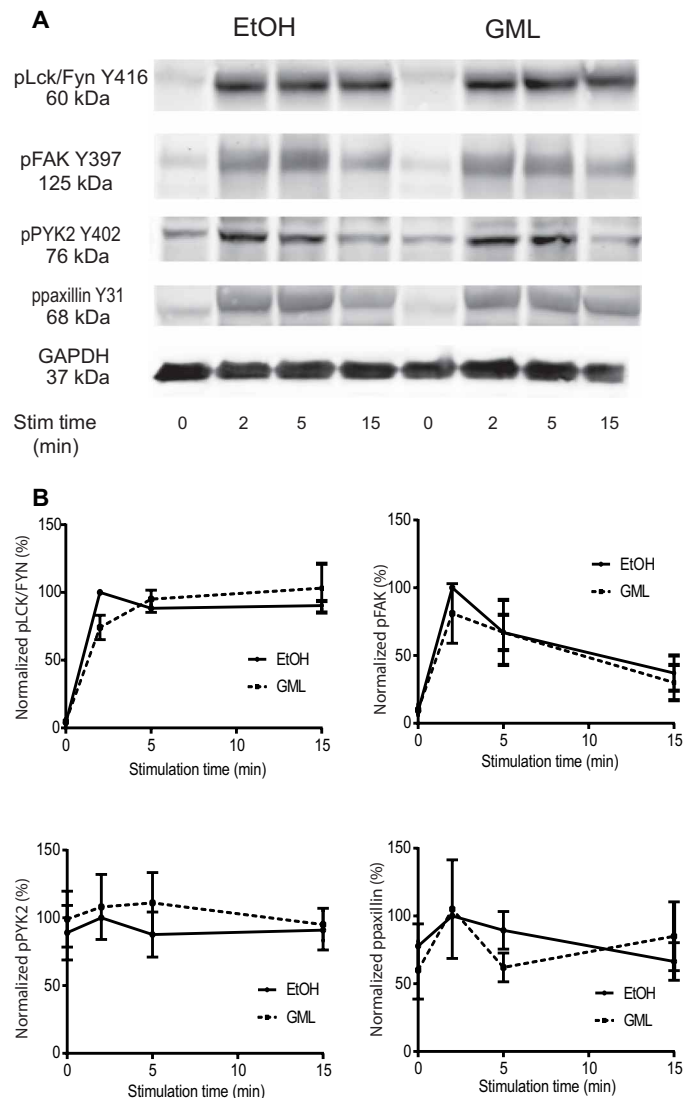 A
EtOH GML
pLck/Fyn Y416
60 kDa
pFAK Y397
125 kDa
pPYK2 Y402
76 kDa
ppaxillin Y31
68 kDa
GAPDH
37 kDa
Stim time
(min)
0 2 5 15 0 2 5 15
B
Normalized pLCK/FYN (%)
150
100
50
0
0 5 10 15
Stimulation time (min)
EtOH
GML
Normalized pFAK (%)
150
100
50
0
0 5 10 15
Stimulation time (min)
EtOH
GML
Normalized pPYK2 (%)
150
100
50
0
0 5 10 15
Stimulation time (min)
EtOH
GML
Normalized ppaxillin (%)
150
100
50
0
0 5 10 15
Stimulation time (min)
EtOH
GML